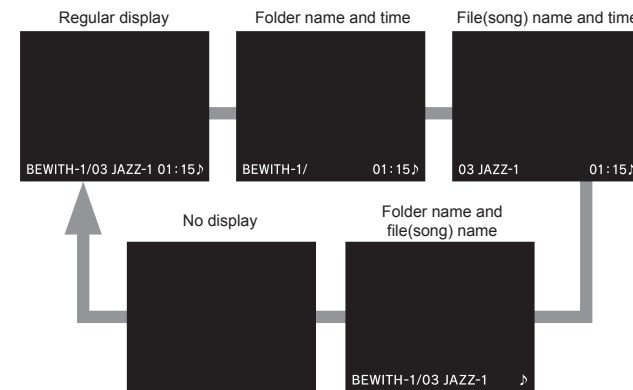 Regular display
Folder name and time
File(song) name and time
BEWITH-1/03 JAZZ-1 01:15♪
BEWITH-1/ 01:15♪
03 JAZZ-1 01:15♪
No display
Folder name and
file(song) name
BEWITH-1/03 JAZZ-1 ♪